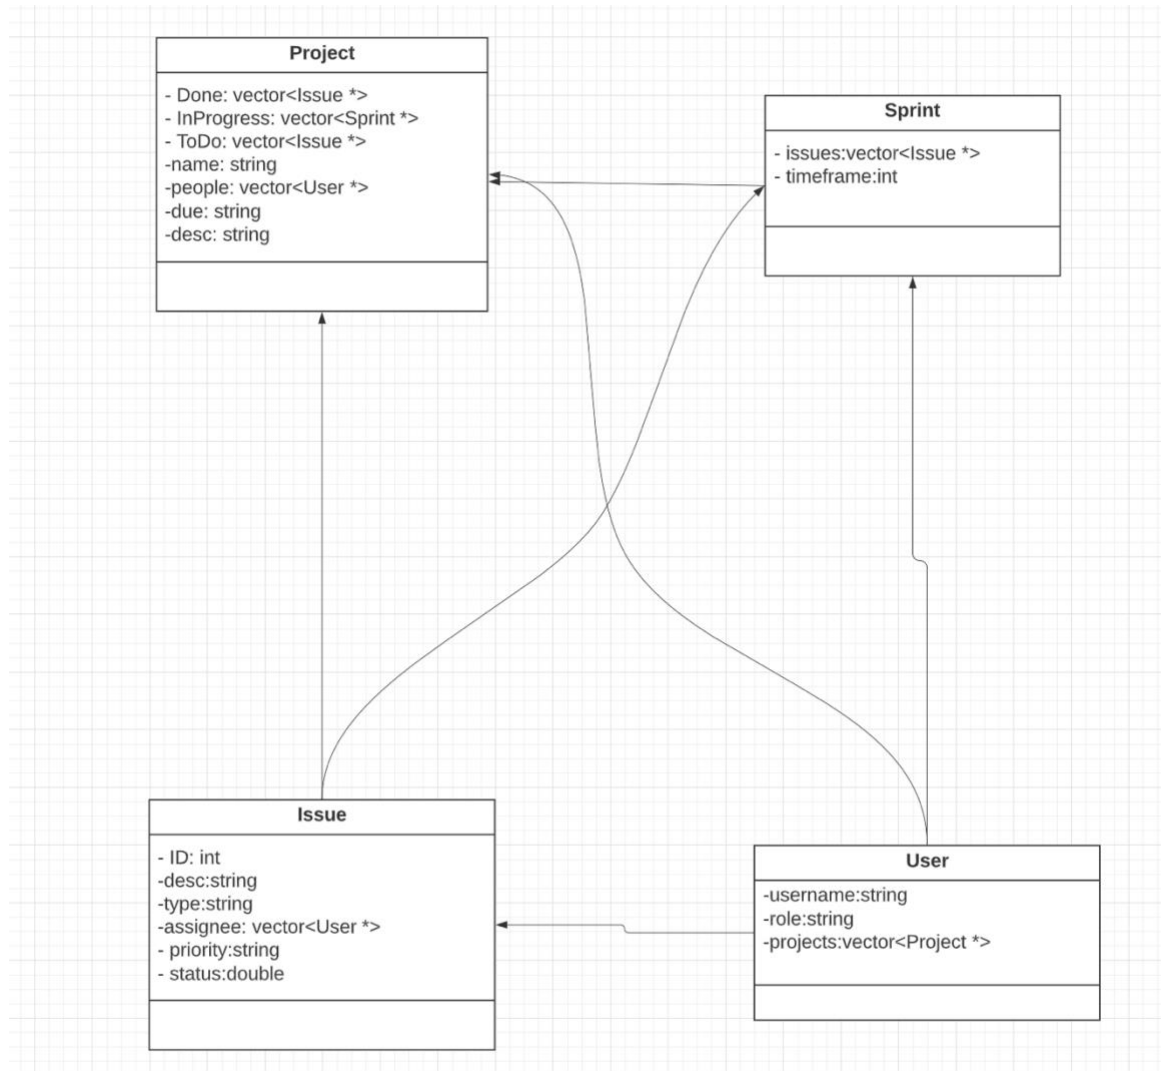 Project
- Done: vector<Issue *>
- InProgress: vector<Sprint *>
- ToDo: vector<Issue *>
-name: string
-people: vector<User *>
-due: string
-desc: string
Sprint
- issues:vector<Issue *>
- timeframe:int
Issue
- ID: int
-desc:string
-type:string
-assignee: vector<User *>
- priority:string
- status:double
User
-username:string
-role:string
-projects:vector<Project *>